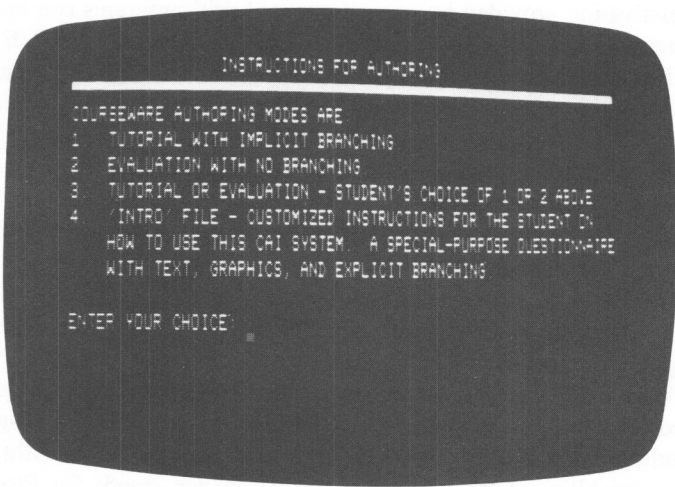 INSTRUCTIONS FOR AUTHORING
COURSEWARE AUTHORING MODES ARE
1 TUTORIAL WITH IMPLICIT BRANCHING
2 EVALUATION WITH NO BRANCHING
3 TUTORIAL OR EVALUATION - STUDENT'S CHOICE OF 1 OR 2 ABOVE
4 'INTRO' FILE - CUSTOMIZED INSTRUCTIONS FOR THE STUDENT ON
HOW TO USE THIS CAI SYSTEM. A SPECIAL-PURPOSE QUESTIONNAIRE
WITH TEXT, GRAPHICS, AND EXPLICIT BRANCHING
ENTER YOUR CHOICE: